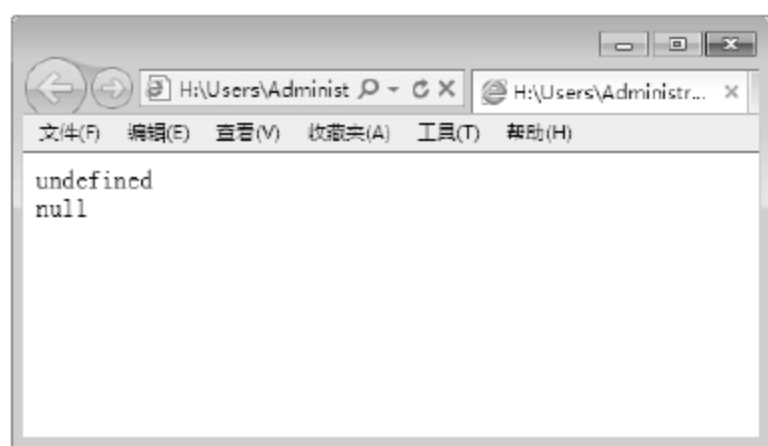 H:\Users\Administ
H:\Users\Administr...
文件(F) 编辑(E) 查看(V) 收藏夹(A) 工具(T) 帮助(H)
undefined
null